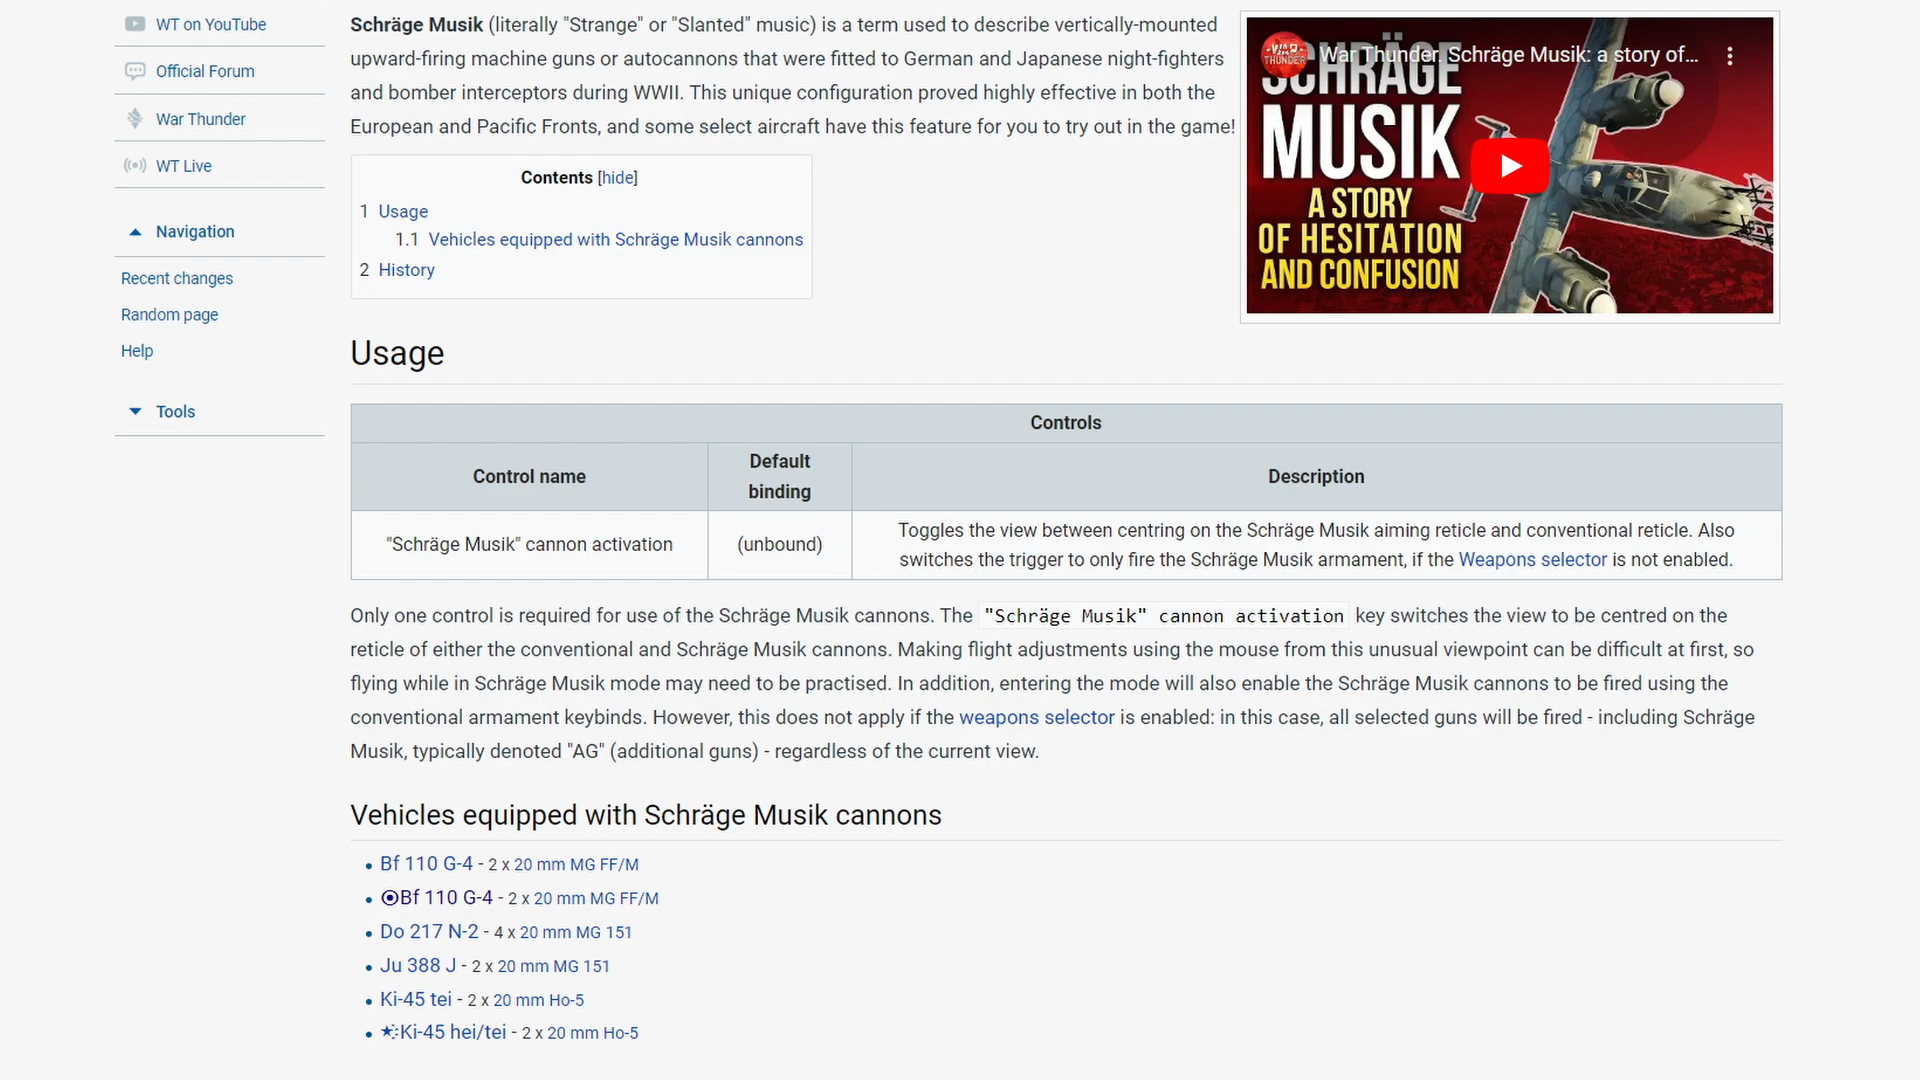 WT on YouTube
Official Forum
War Thunder
WT Live
Navigation
Recent changes
Random page
Help
Tools
Schräge Musik (literally "Strange" or "Slanted" music) is a term used to describe vertically-mounted
upward-firing machine guns or autocannons that were fitted to German and Japanese night-fighters
and bomber interceptors during WWII. This unique configuration proved highly effective in both the
European and Pacific Fronts, and some select aircraft have this feature for you to try out in the game!
WAR THUNDER
War Thunder. Schräge Musik: a story of...
SCHRÄGE
MUSIK
A STORY
OF HESITATION
AND CONFUSION
Contents [hide]
1 Usage
1.1 Vehicles equipped with Schräge Musik cannons
2 History
Usage
Controls
Control name
Default
binding
Description
"Schräge Musik" cannon activation
(unbound)
Toggles the view between centring on the Schräge Musik aiming reticle and conventional reticle. Also
switches the trigger to only fire the Schräge Musik armament, if the Weapons selector is not enabled.
Only one control is required for use of the Schräge Musik cannons. The "Schräge Musik" cannon activation key switches the view to be centred on the
reticle of either the conventional and Schräge Musik cannons. Making flight adjustments using the mouse from this unusual viewpoint can be difficult at first, so
flying while in Schräge Musik mode may need to be practised. In addition, entering the mode will also enable the Schräge Musik cannons to be fired using the
conventional armament keybinds. However, this does not apply if the weapons selector is enabled: in this case, all selected guns will be fired - including Schräge
Musik, typically denoted "AG" (additional guns) - regardless of the current view.
Vehicles equipped with Schräge Musik cannons
• Bf 110 G-4 - 2 x 20 mm MG FF/M
• ⦿Bf 110 G-4 - 2 x 20 mm MG FF/M
• Do 217 N-2 - 4 x 20 mm MG 151
• Ju 388 J - 2 x 20 mm MG 151
• Ki-45 tei - 2 x 20 mm Ho-5
• Ki-45 hei/tei - 2 x 20 mm Ho-5